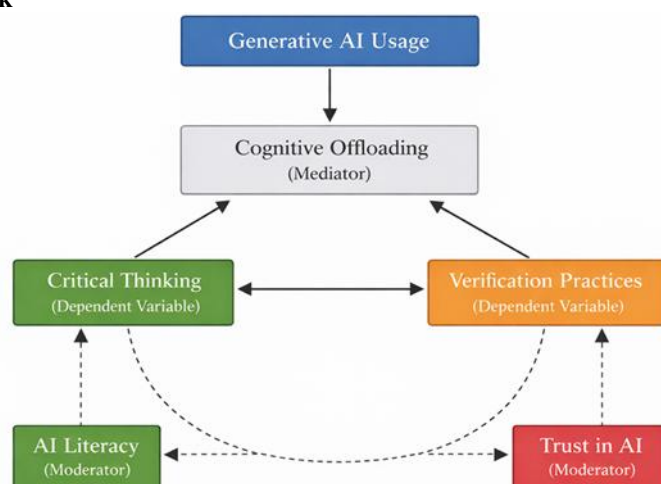 Generative AI Usage
Cognitive Offloading
(Mediator)
Critical Thinking
(Dependent Variable)
Verification Practices
(Dependent Variable)
AI Literacy
(Moderator)
Trust in AI
(Moderator)